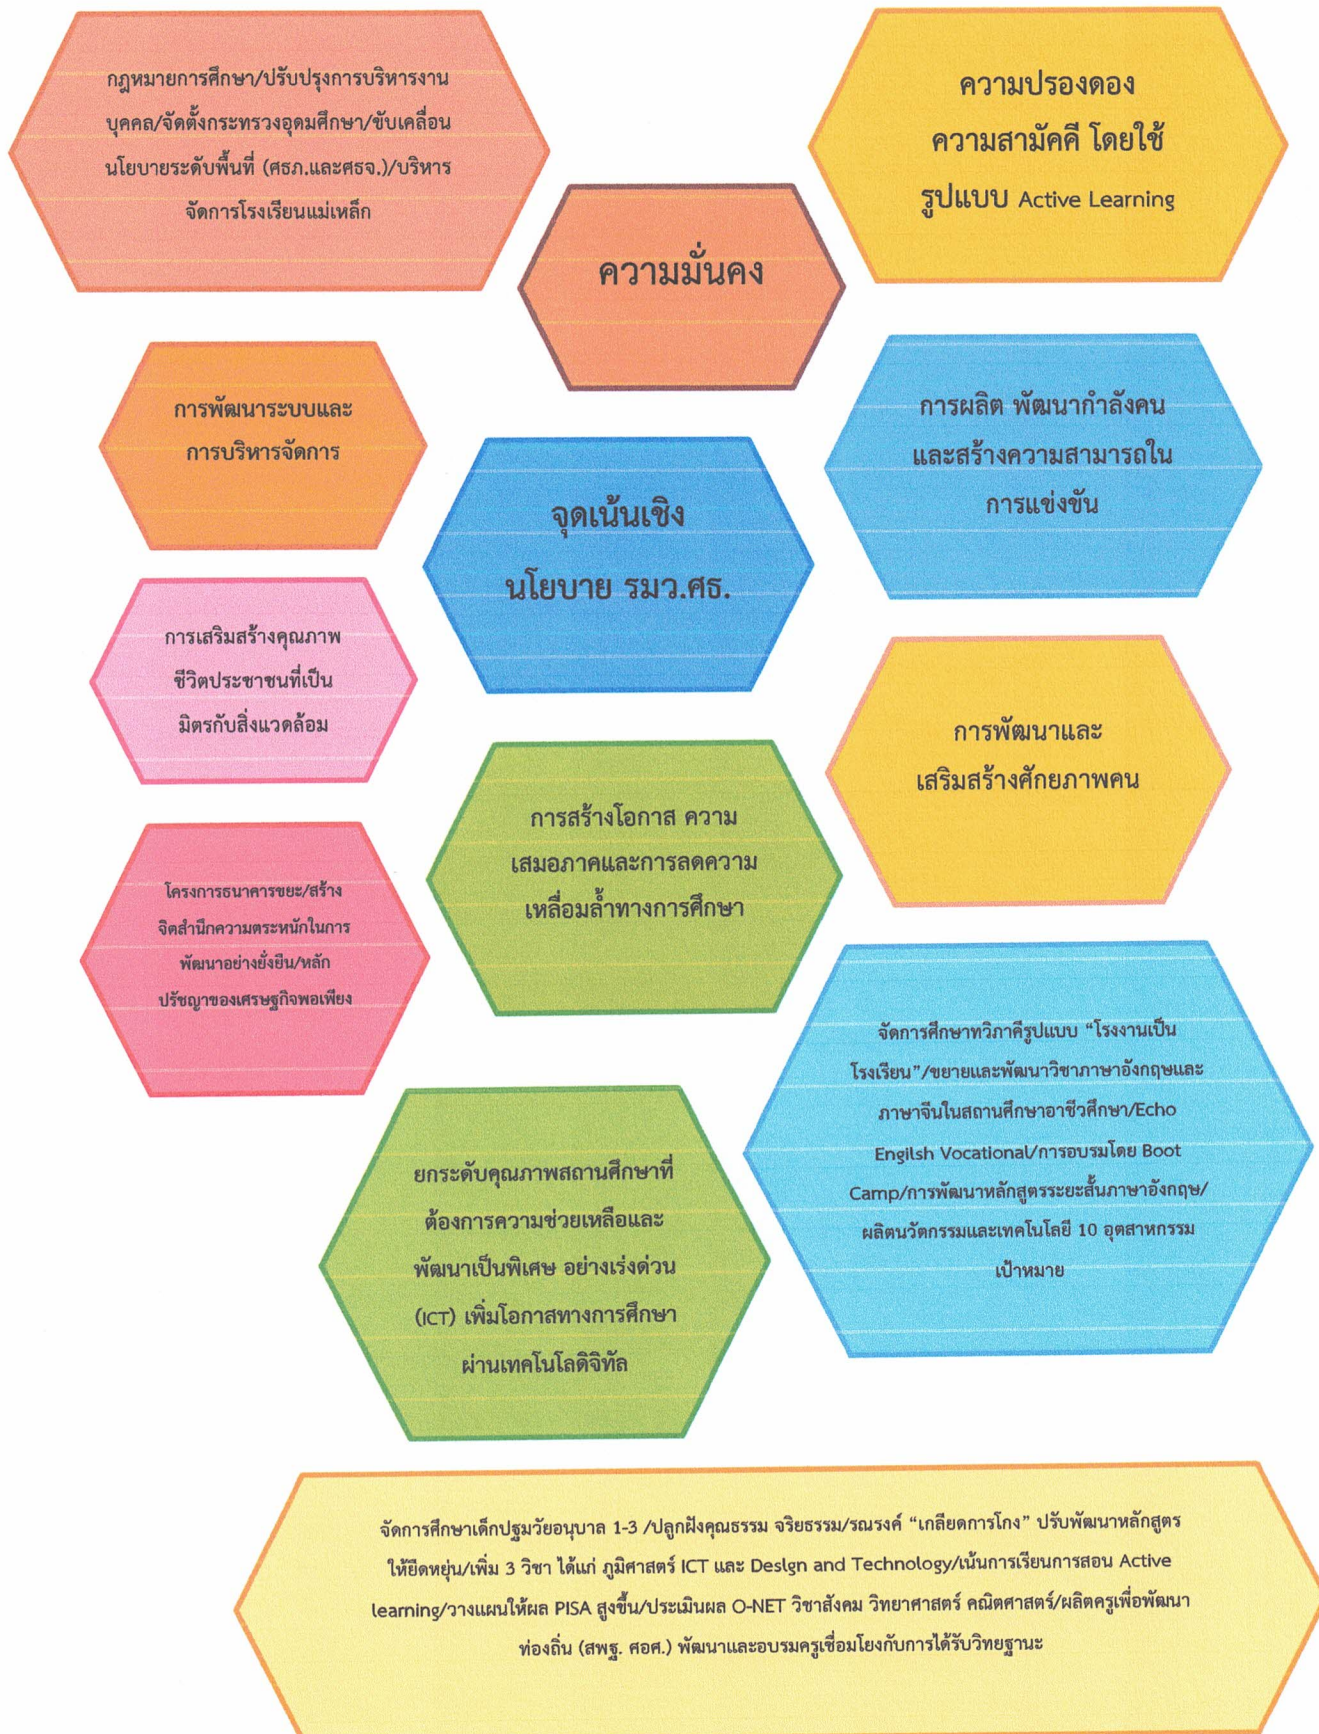 กฎหมายการศึกษา/ปรับปรุงการบริหารงาน
บุคคล/จัดตั้งกระทรวงอุดมศึกษา/ขับเคลื่อน
นโยบายระดับพื้นที่ (ศธภ.และศธจ.)/บริหาร
จัดการโรงเรียนแม่เหล็ก
ความปรองดอง
ความสามัคคี โดยใช้
รูปแบบ Active Learning
ความมั่นคง
การพัฒนาระบบและ
การบริหารจัดการ
การผลิต พัฒนากำลังคน
และสร้างความสามารถใน
การแข่งขัน
จุดเน้นเชิง
นโยบาย รมว.ศธ.
การเสริมสร้างคุณภาพ
ชีวิตประชาชนที่เป็น
มิตรกับสิ่งแวดล้อม
การพัฒนาและ
เสริมสร้างศักยภาพคน
การสร้างโอกาส ความ
เสมอภาคและการลดความ
เหลื่อมล้ำทางการศึกษา
โครงการธนาคารขยะ/สร้าง
จิตสำนึกความตระหนักในการ
พัฒนาอย่างยั่งยืน/หลัก
ปรัชญาของเศรษฐกิจพอเพียง
จัดการศึกษาทวิภาคีรูปแบบ “โรงงานเป็น
โรงเรียน”/ขยายและพัฒนาวิชาภาษาอังกฤษและ
ภาษาจีนในสถานศึกษาอาชีวศึกษา/Echo
Engilsh Vocational/การอบรมโดย Boot
Camp/การพัฒนาหลักสูตรระยะสั้นภาษาอังกฤษ/
ผลิตนวัตกรรมและเทคโนโลยี 10 อุตสาหกรรม
เป้าหมาย
ยกระดับคุณภาพสถานศึกษาที่
ต้องการความช่วยเหลือและ
พัฒนาเป็นพิเศษ อย่างเร่งด่วน
(ICT) เพิ่มโอกาสทางการศึกษา
ผ่านเทคโนโลดิจิทัล
จัดการศึกษาเด็กปฐมวัยอนุบาล 1-3 /ปลูกฝังคุณธรรม จริยธรรม/รณรงค์ “เกลียดการโกง” ปรับพัฒนาหลักสูตร
ให้ยืดหยุ่น/เพิ่ม 3 วิชา ได้แก่ ภูมิศาสตร์ ICT และ Design and Technology/เน้นการเรียนการสอน Active
learning/วางแผนให้ผล PISA สูงขึ้น/ประเมินผล O-NET วิชาสังคม วิทยาศาสตร์ คณิตศาสตร์/ผลิตครูเพื่อพัฒนา
ท่องถิ่น (สพฐ. ศอศ.) พัฒนาและอบรมครูเชื่อมโยงกับการได้รับวิทยฐานะ